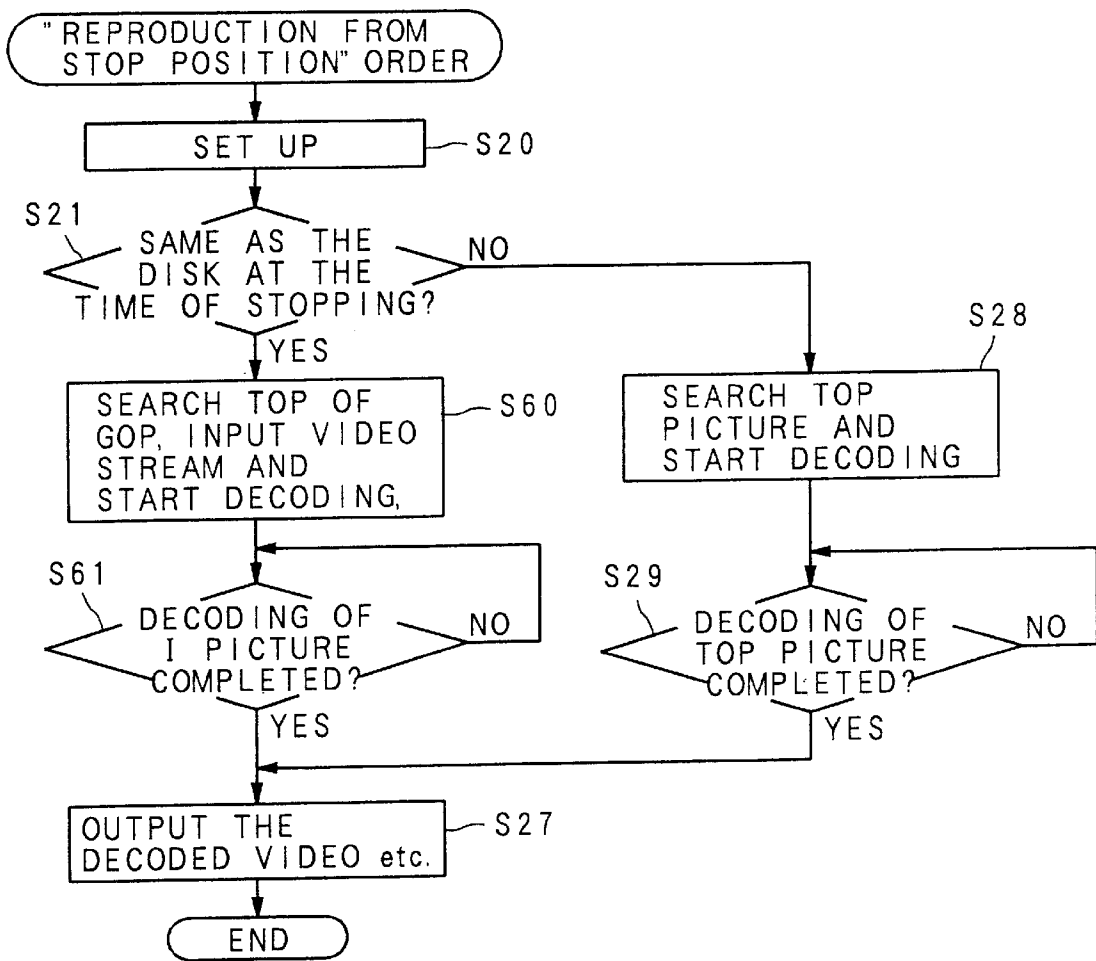 "REPRODUCTION FROM
STOP POSITION" ORDER
SET UP
S20
S21
SAME AS THE
DISK AT THE
TIME OF STOPPING?
NO
YES
S28
SEARCH TOP OF
GOP, INPUT VIDEO
STREAM AND
START DECODING,
S60
SEARCH TOP
PICTURE AND
START DECODING
S61
DECODING OF
I PICTURE
COMPLETED?
NO
YES
S29
DECODING OF
TOP PICTURE
COMPLETED?
NO
YES
OUTPUT THE
DECODED VIDEO etc.
S27
END